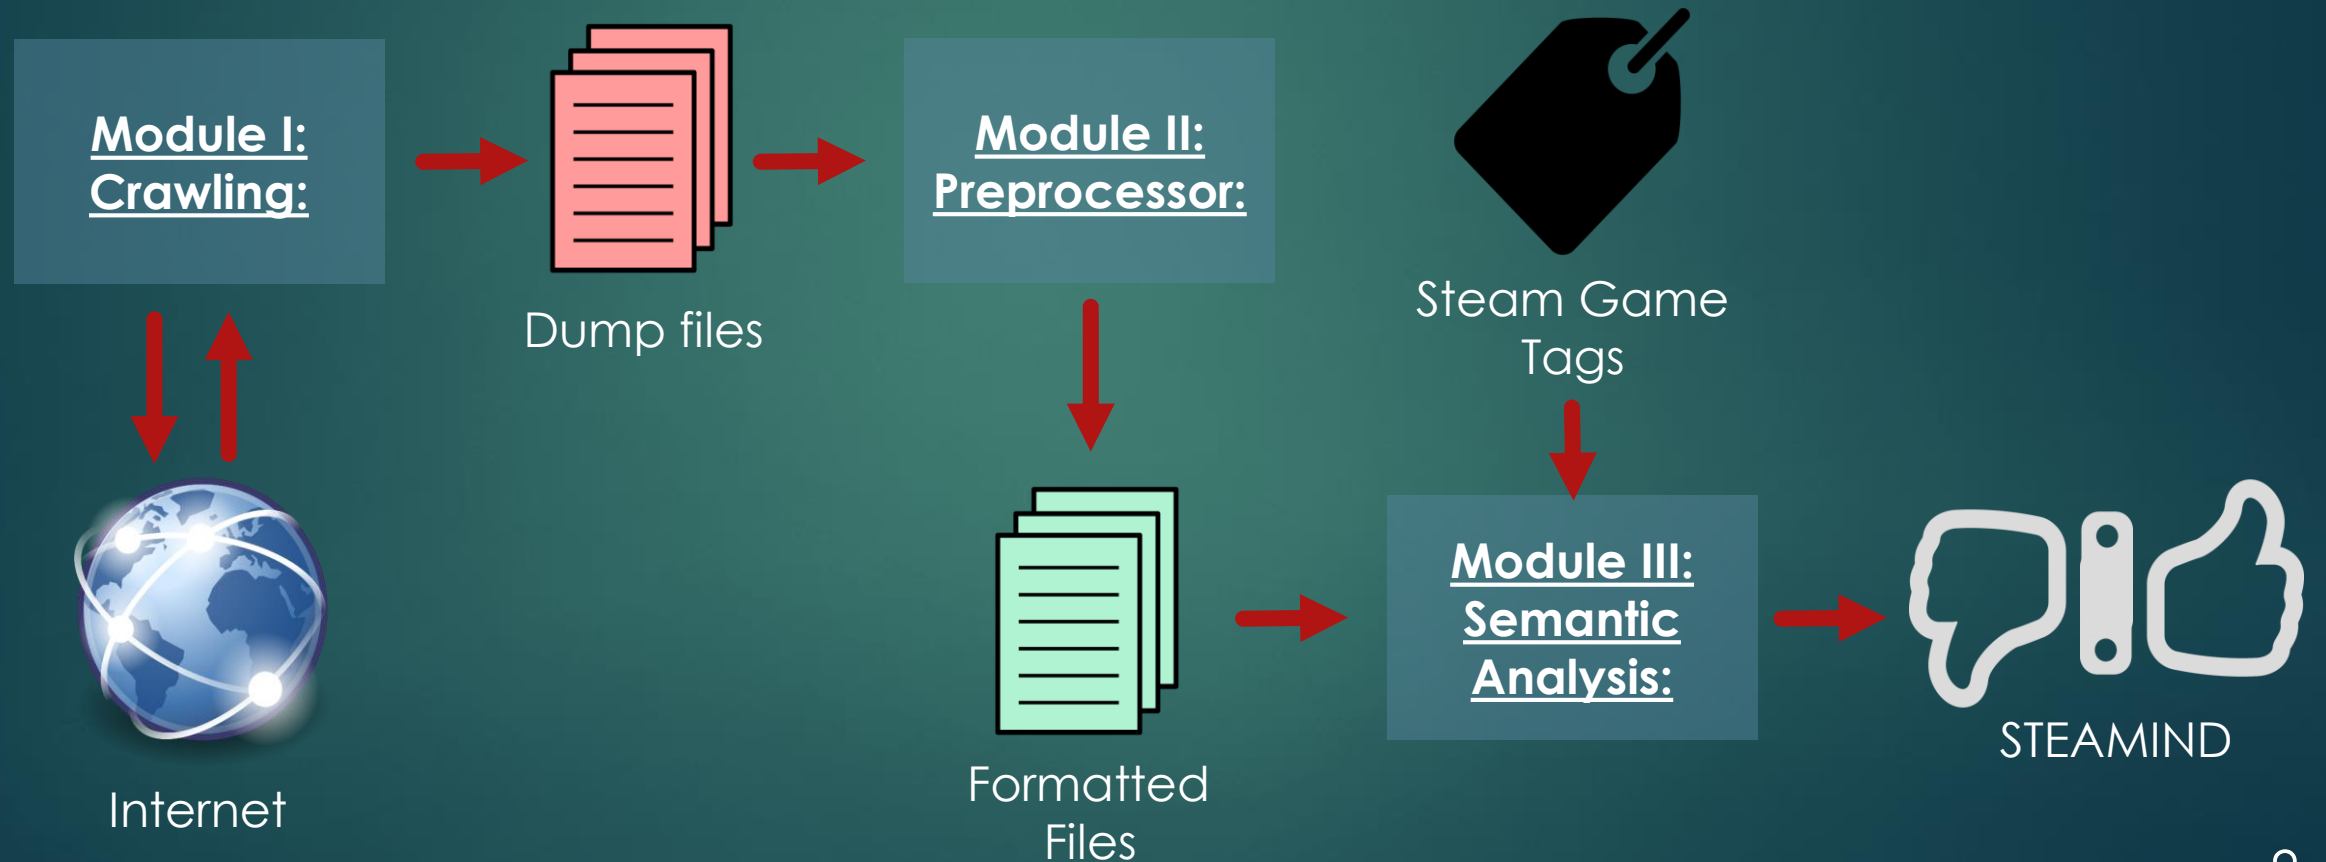 Module I:
Crawling:
Dump files
Module II:
Preprocessor:
Steam Game
Tags
Internet
Formatted
Files
Module III:
Semantic
Analysis:
STEAMIND